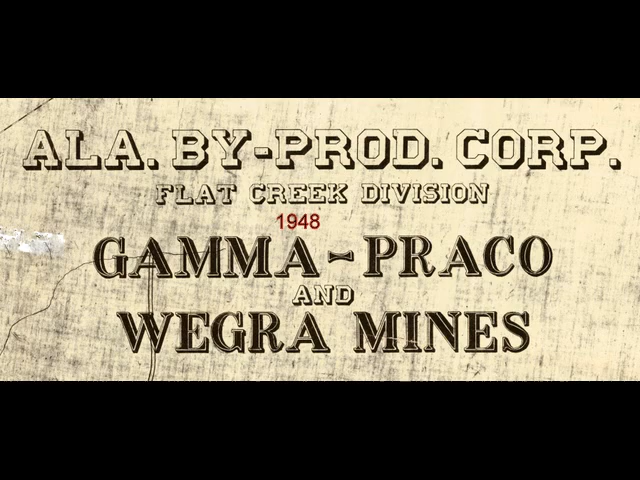 ALA. BY-PROD. CORP.
FLAT CREEK DIVISION
1948
GAMMA-PRACO
AND
WEGRA MINES